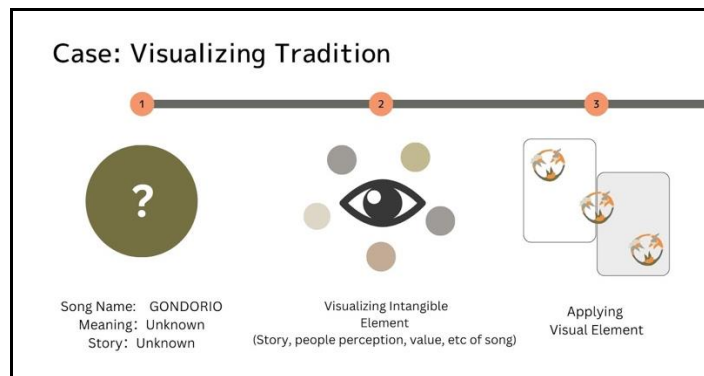 Case: Visualizing Tradition
1
2
3
?
Song Name: GONDORIO
Meaning: Unknown
Story: Unknown
Visualizing Intangible
Element
(Story, people perception, value, etc of song)
Applying
Visual Element